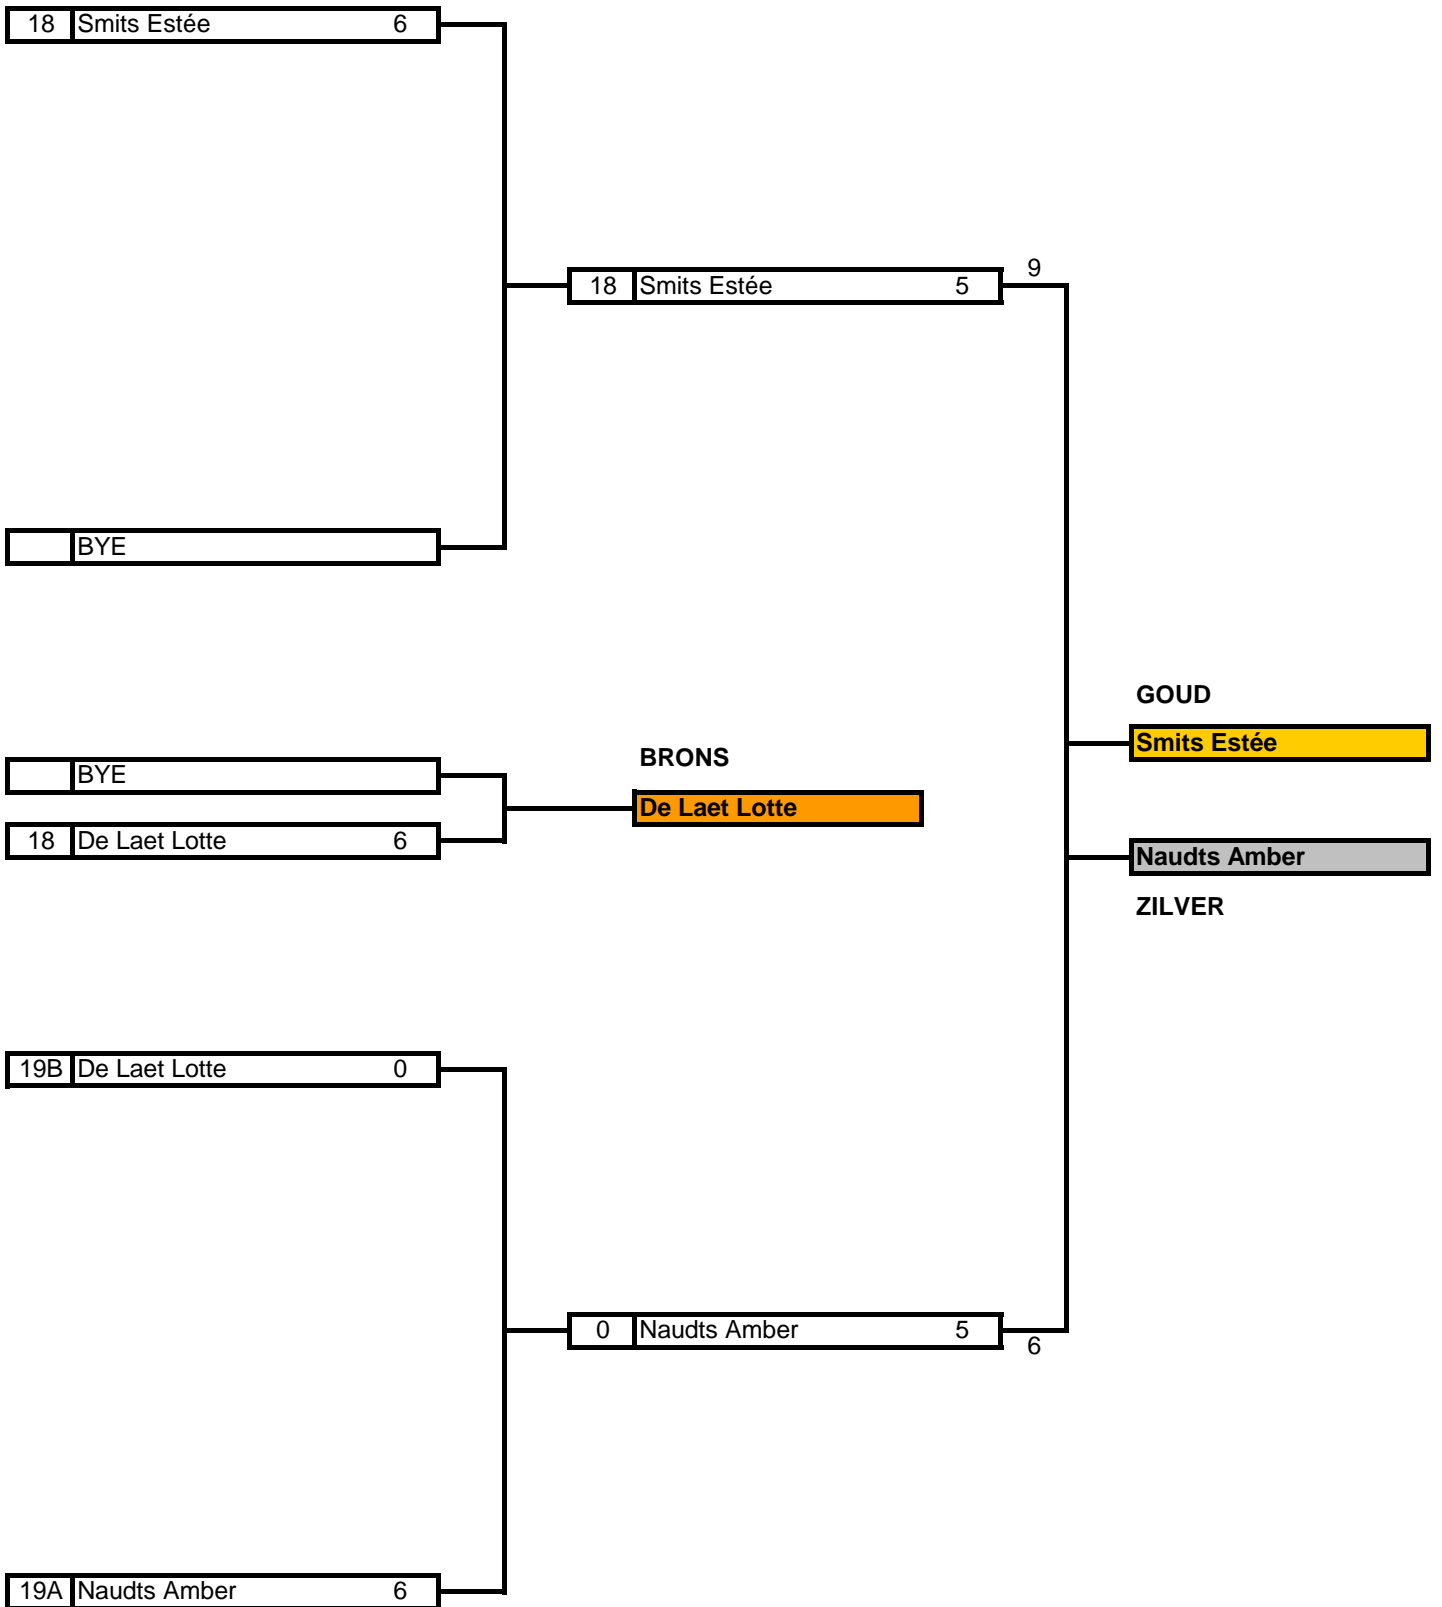 18 Smits Estée 6
9
18 Smits Estée 5
BYE
GOUD
Smits Estée
BRONS
BYE
De Laet Lotte
18 De Laet Lotte 6
Naudts Amber
ZILVER
19B De Laet Lotte 0
0 Naudts Amber 5
6
19A Naudts Amber 6